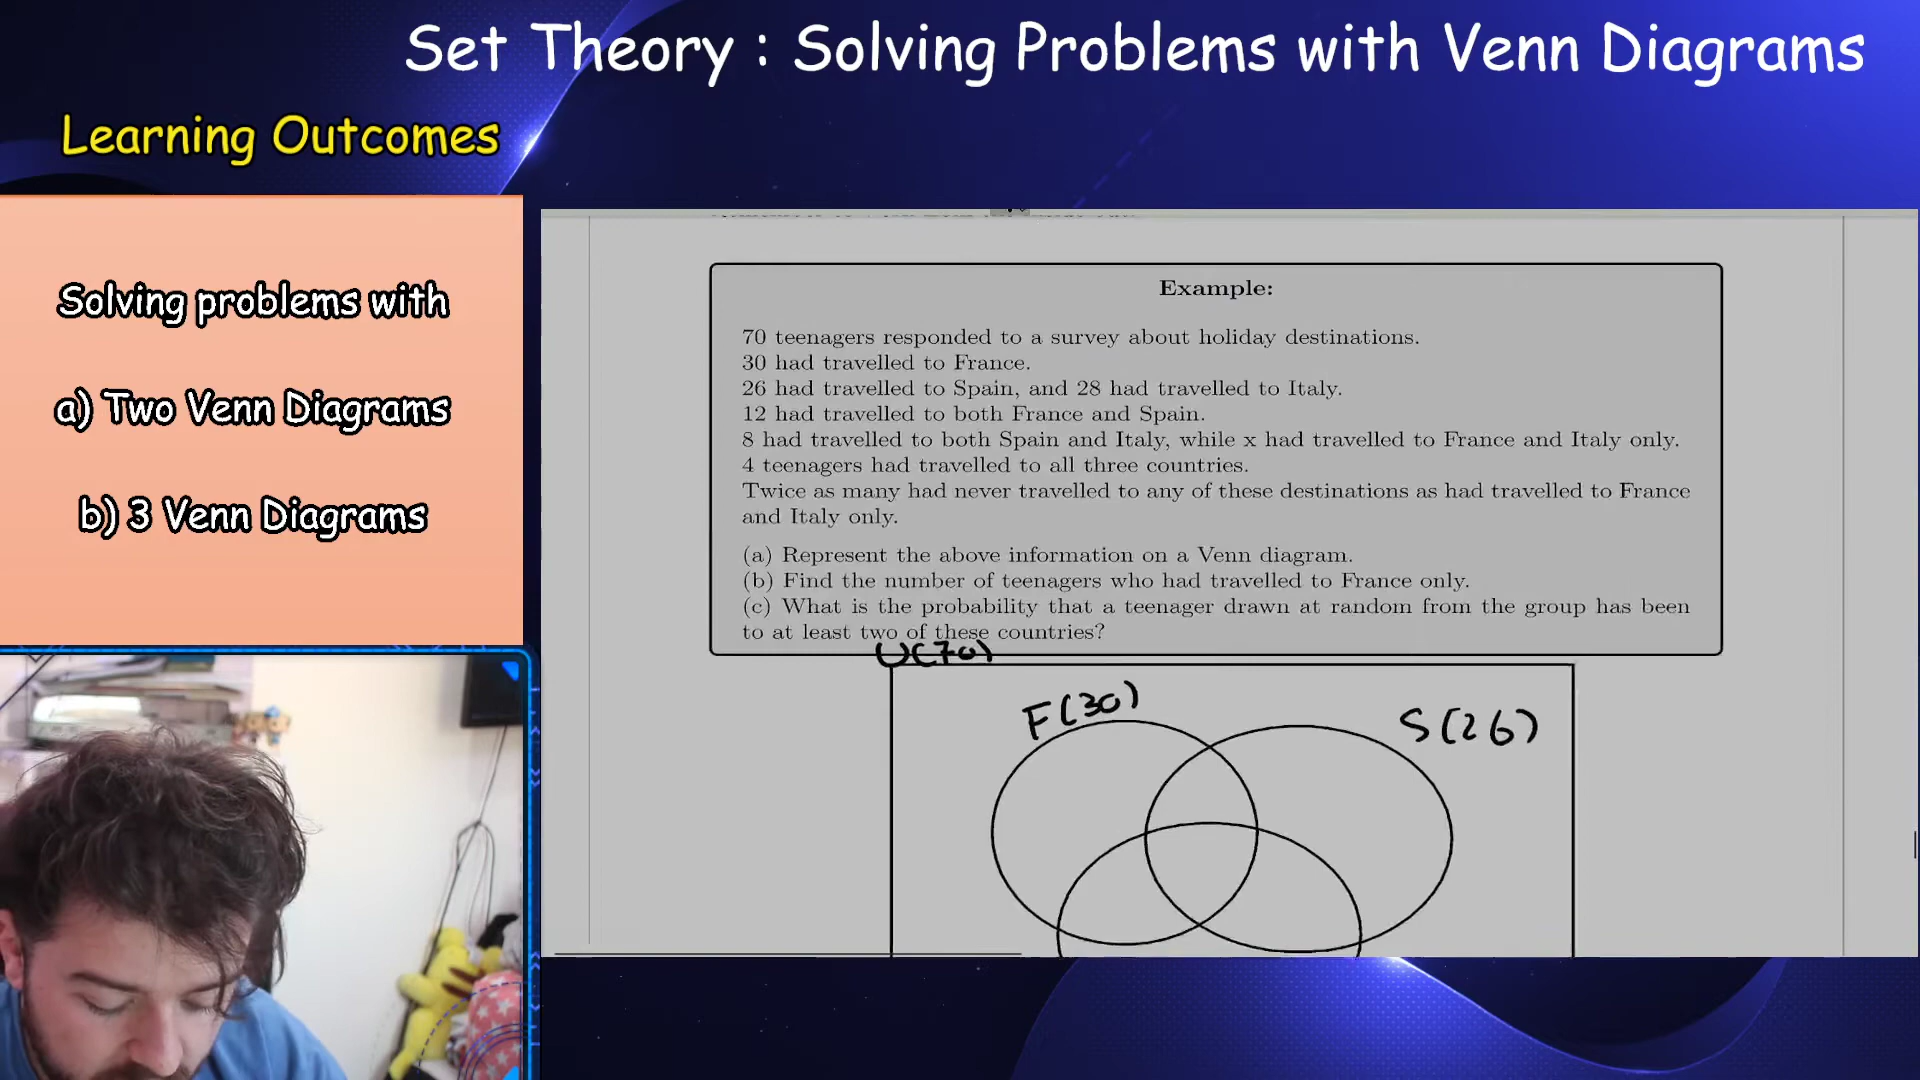 Set Theory : Solving Problems with Venn Diagrams
Learning Outcomes
Solving problems with
a) Two Venn Diagrams
b) 3 Venn Diagrams
Example:
70 teenagers responded to a survey about holiday destinations.
30 had travelled to France.
26 had travelled to Spain, and 28 had travelled to Italy.
12 had travelled to both France and Spain.
8 had travelled to both Spain and Italy, while x had travelled to France and Italy only.
4 teenagers had travelled to all three countries.
Twice as many had never travelled to any of these destinations as had travelled to France
and Italy only.
(a) Represent the above information on a Venn diagram.
(b) Find the number of teenagers who had travelled to France only.
(c) What is the probability that a teenager drawn at random from the group has been
to at least two of these countries?
U(70)
F(30)
S(26)